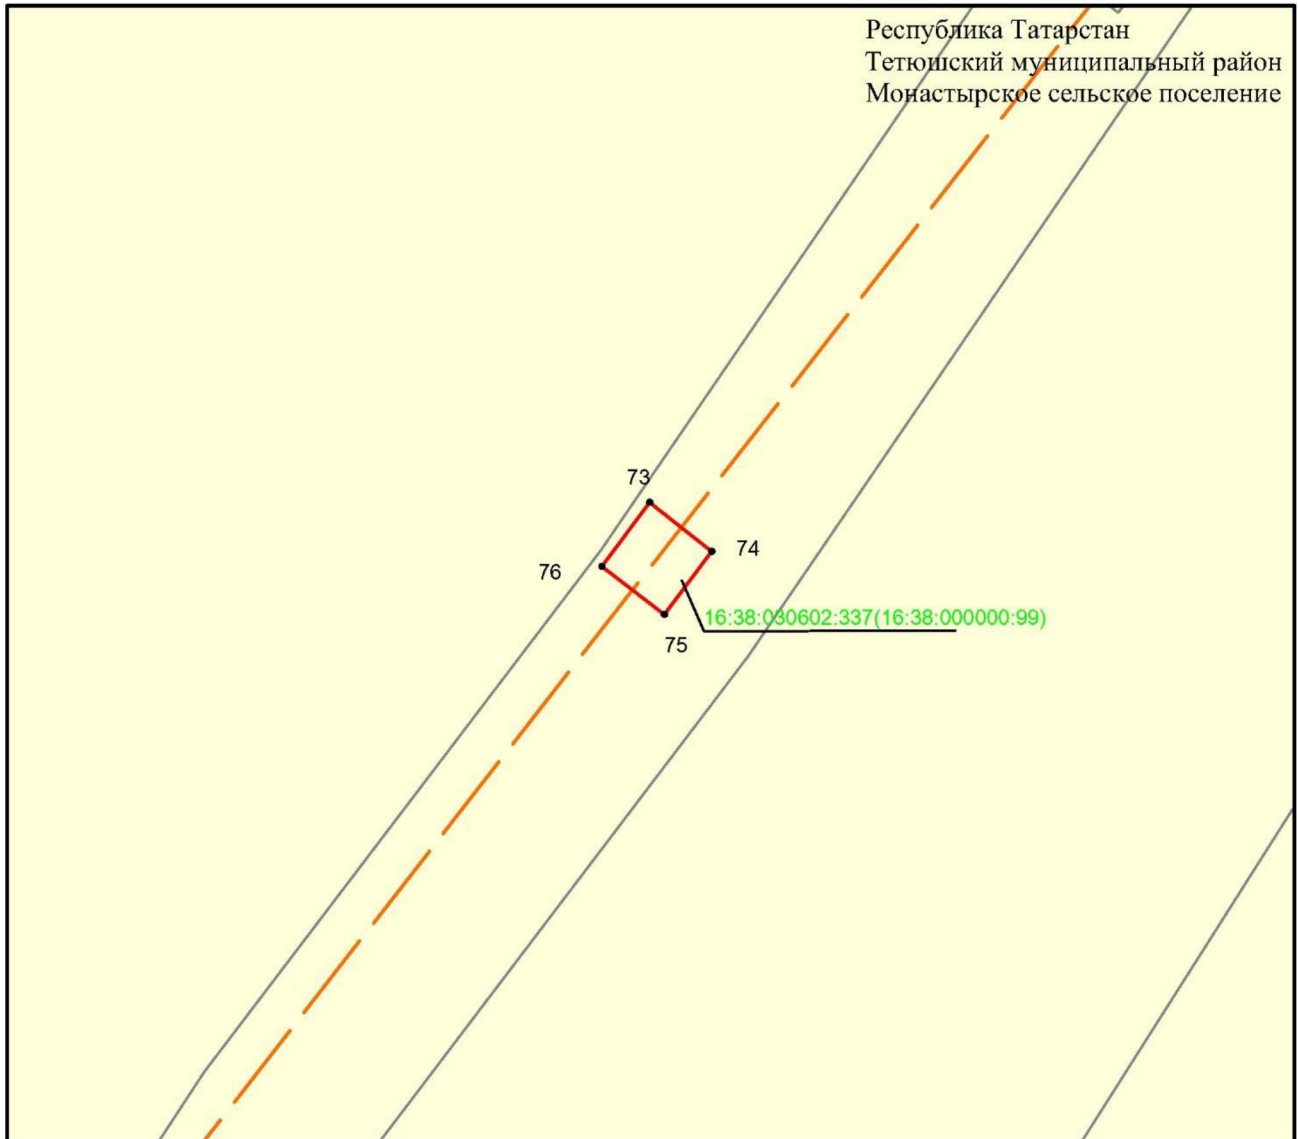 Республика Татарстан
Тетюшский муниципальный район
Монастырское сельское поселение
73
74
76
16:38:030602:337(16:38:000000:99)
75